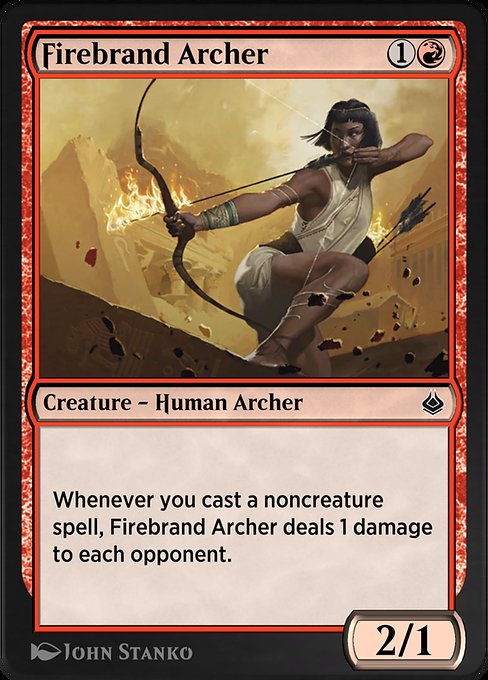 Firebrand Archer 1
Creature – Human Archer
Whenever you cast a noncreature
spell, Firebrand Archer deals 1 damage
to each opponent.
2/1
John Stanko